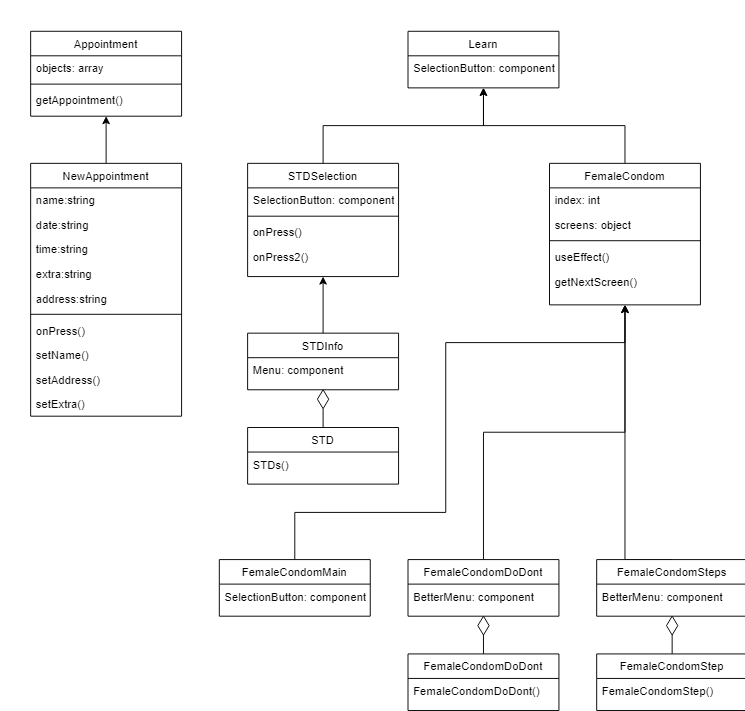 Appointment
objects: array
getAppointment()
NewAppointment
name:string
date:string
time:string
extra:string
address:string
onPress()
setName()
setAddress()
setExtra()
Learn
SelectionButton: component
STDSelection
SelectionButton: component
onPress()
onPress2()
STDInfo
Menu: component
STD
STDs()
FemaleCondom
index: int
screens: object
useEffect()
getNextScreen()
FemaleCondomMain
SelectionButton: component
FemaleCondomDoDont
BetterMenu: component
FemaleCondomDoDont
FemaleCondomDoDont()
FemaleCondomSteps
BetterMenu: component
FemaleCondomStep
FemaleCondomStep()